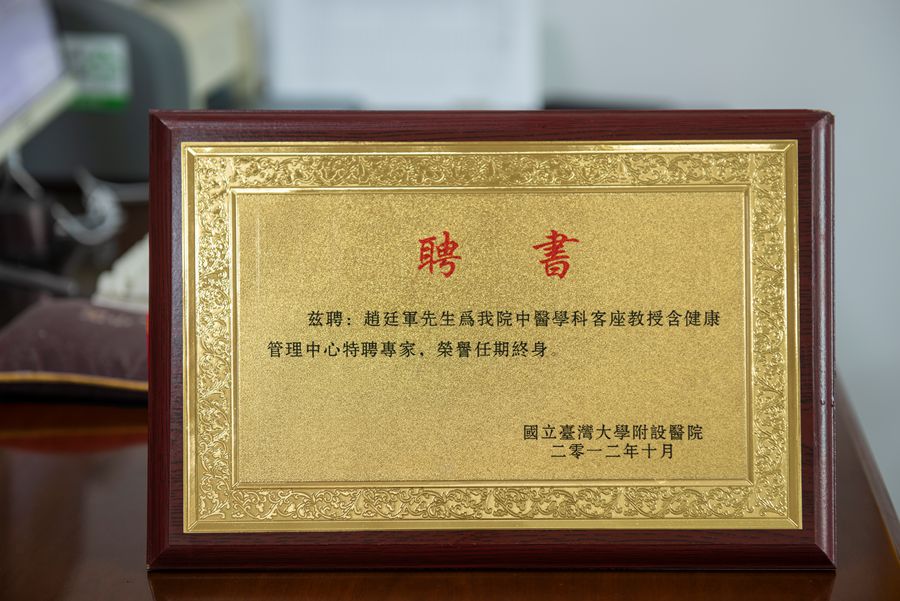 聘 書
兹聘：趙廷軍先生爲我院中醫學科客座教授含健康
管理中心特聘專家，榮譽任期終身。
國立臺灣大學附設醫院
二零一二年十月